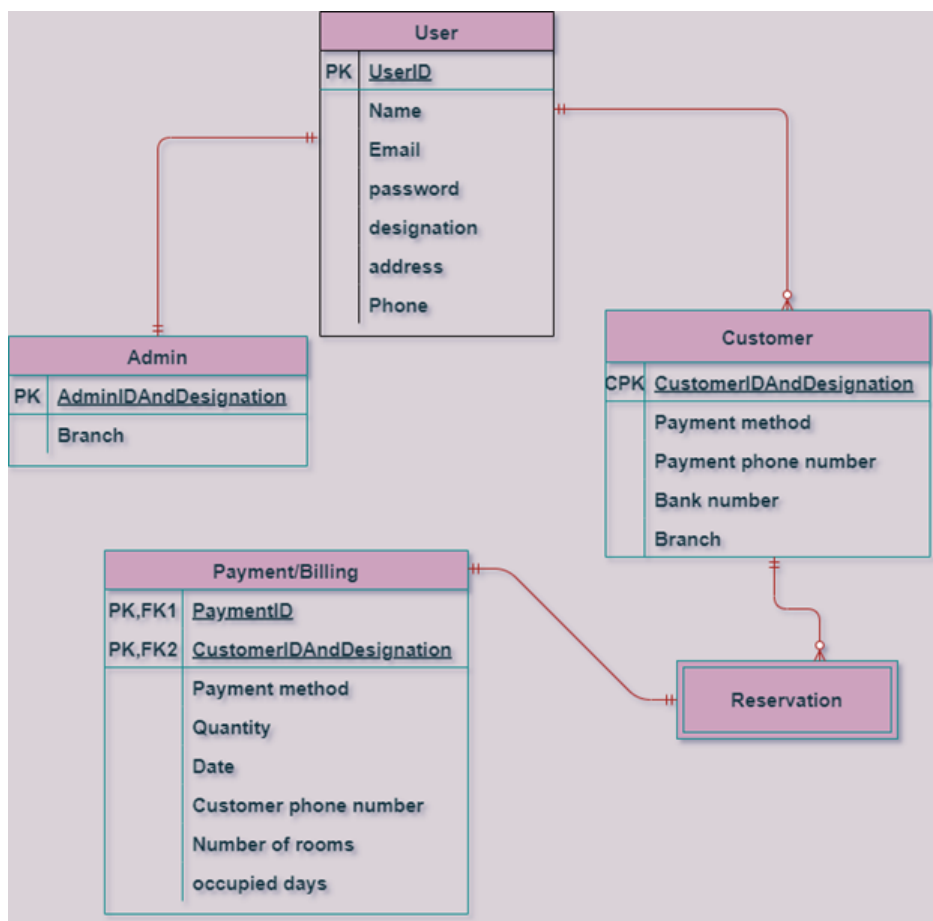 User
PK UserID
Name
Email
password
designation
address
Phone
Admin
PK AdminIDAndDesignation
Branch
Customer
CPK CustomerIDAndDesignation
Payment method
Payment phone number
Bank number
Branch
Payment/Billing
PK,FK1 PaymentID
PK,FK2 CustomerIDAndDesignation
Payment method
Quantity
Date
Customer phone number
Number of rooms
occupied days
Reservation